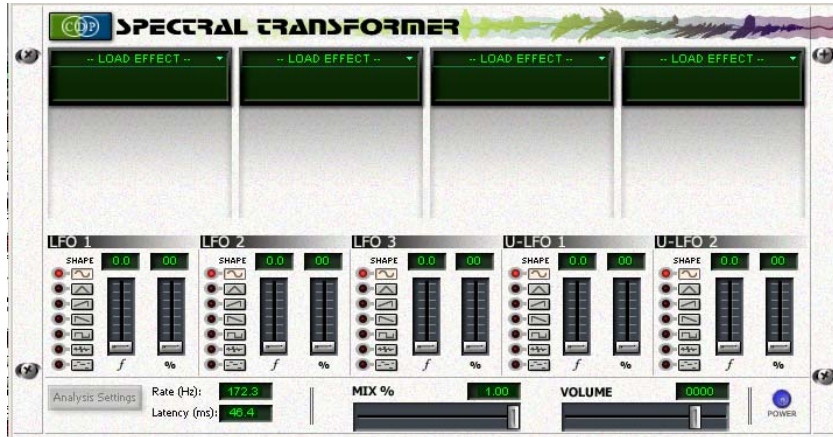 CDP SPECTRAL TRANSFORMER
-- LOAD EFFECT -- -- LOAD EFFECT -- -- LOAD EFFECT -- -- LOAD EFFECT --
LFO 1 LFO 2 LFO 3 U-LFO 1 U-LFO 2
SHAPE 0.0 00 SHAPE 0.0 00 SHAPE 0.0 00 SHAPE 0.0 00 SHAPE 0.0 00
f % f % f % f % f %
Analysis Settings Rate (Hz): 172.3 MIX % 1.00 VOLUME 0000
Latency (ms): 46.4 POWER